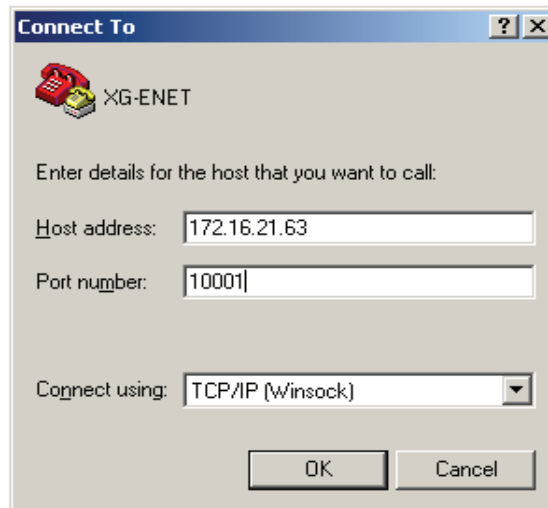 Connect To
XG-ENET
Enter details for the host that you want to call:
Host address: 172.16.21.63
Port number: 10001
Connect using: TCP/IP (Winsock)
OK Cancel